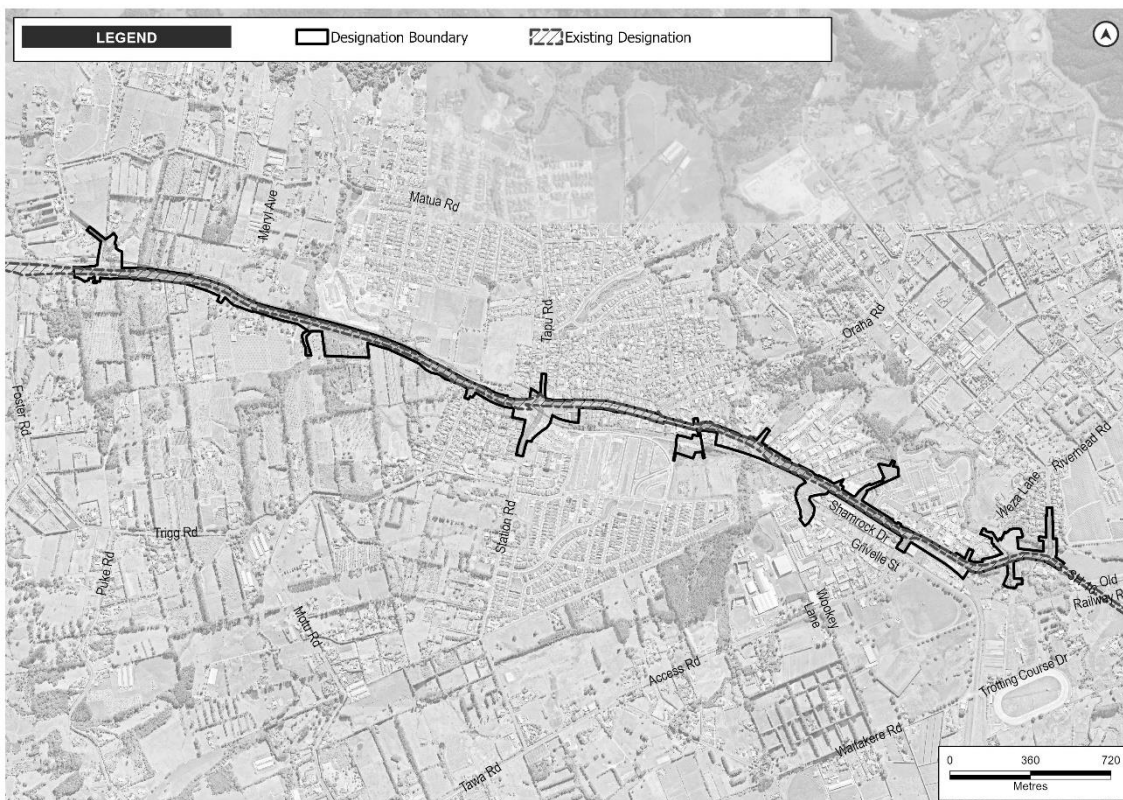 LEGEND
Designation Boundary
Existing Designation
Matua Rd
Meryl Ave
Oraha Rd
Tapu Rd
Foster Rd
Riverhead Rd
Weza Lane
Station Rd
Shamrock Dr
Trigg Rd
Grivelle St
Puke Rd
SH 16
Old
Railway R
Wookey
Lane
Motu Rd
Access Rd
Trotting Course Dr
Waitakere Rd
Tawa Rd
0 360 720
Metres